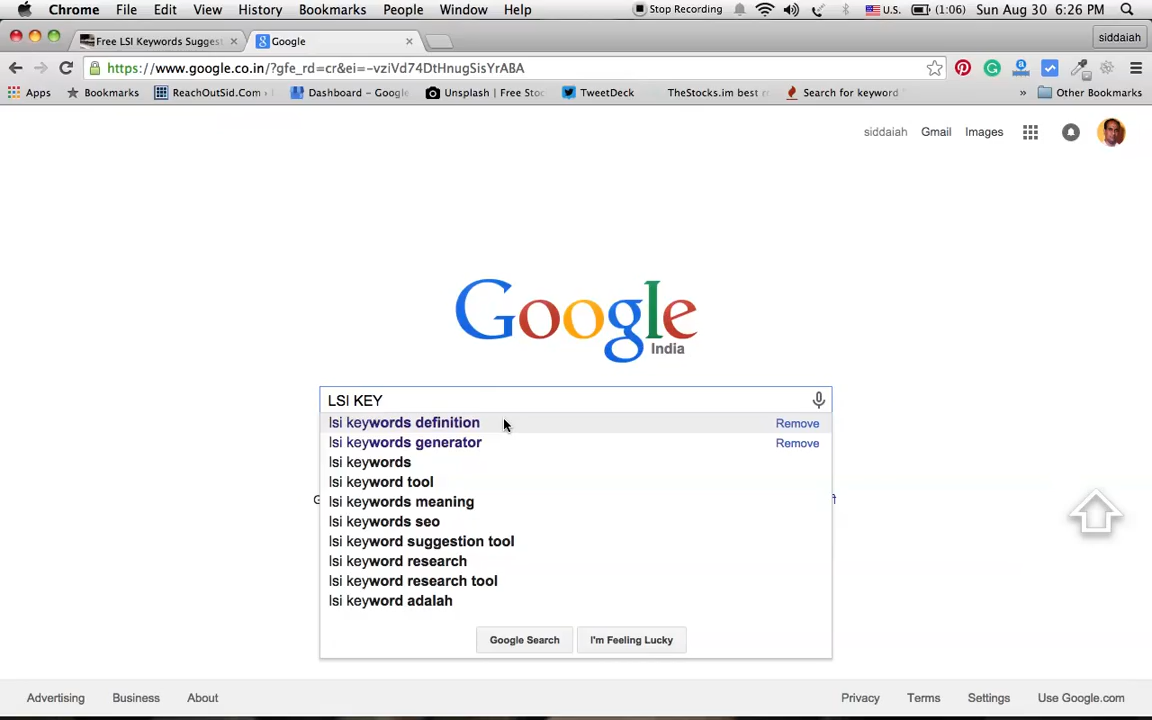 Chrome File Edit View History Bookmarks People Window Help Stop Recording U.S. (1:06) Sun Aug 30 6:26 PM
Free LSI Keywords Suggest Google siddaiah
https://www.google.co.in/?gfe_rd=cr&ei=-vziVd74DtHnugSisYrABA
Apps Bookmarks ReachOutSid.Com › Dashboard – Google Unsplash | Free Stoc TweetDeck TheStocks.im best r Search for keyword » Other Bookmarks
siddaiah Gmail Images
Google
India
LSI KEY
lsi keywords definition Remove
lsi keywords generator Remove
lsi keywords
lsi keyword tool
lsi keywords meaning
lsi keywords seo
lsi keyword suggestion tool
lsi keyword research
lsi keyword research tool
lsi keyword adalah
Google Search I'm Feeling Lucky
Advertising Business About Privacy Terms Settings Use Google.com